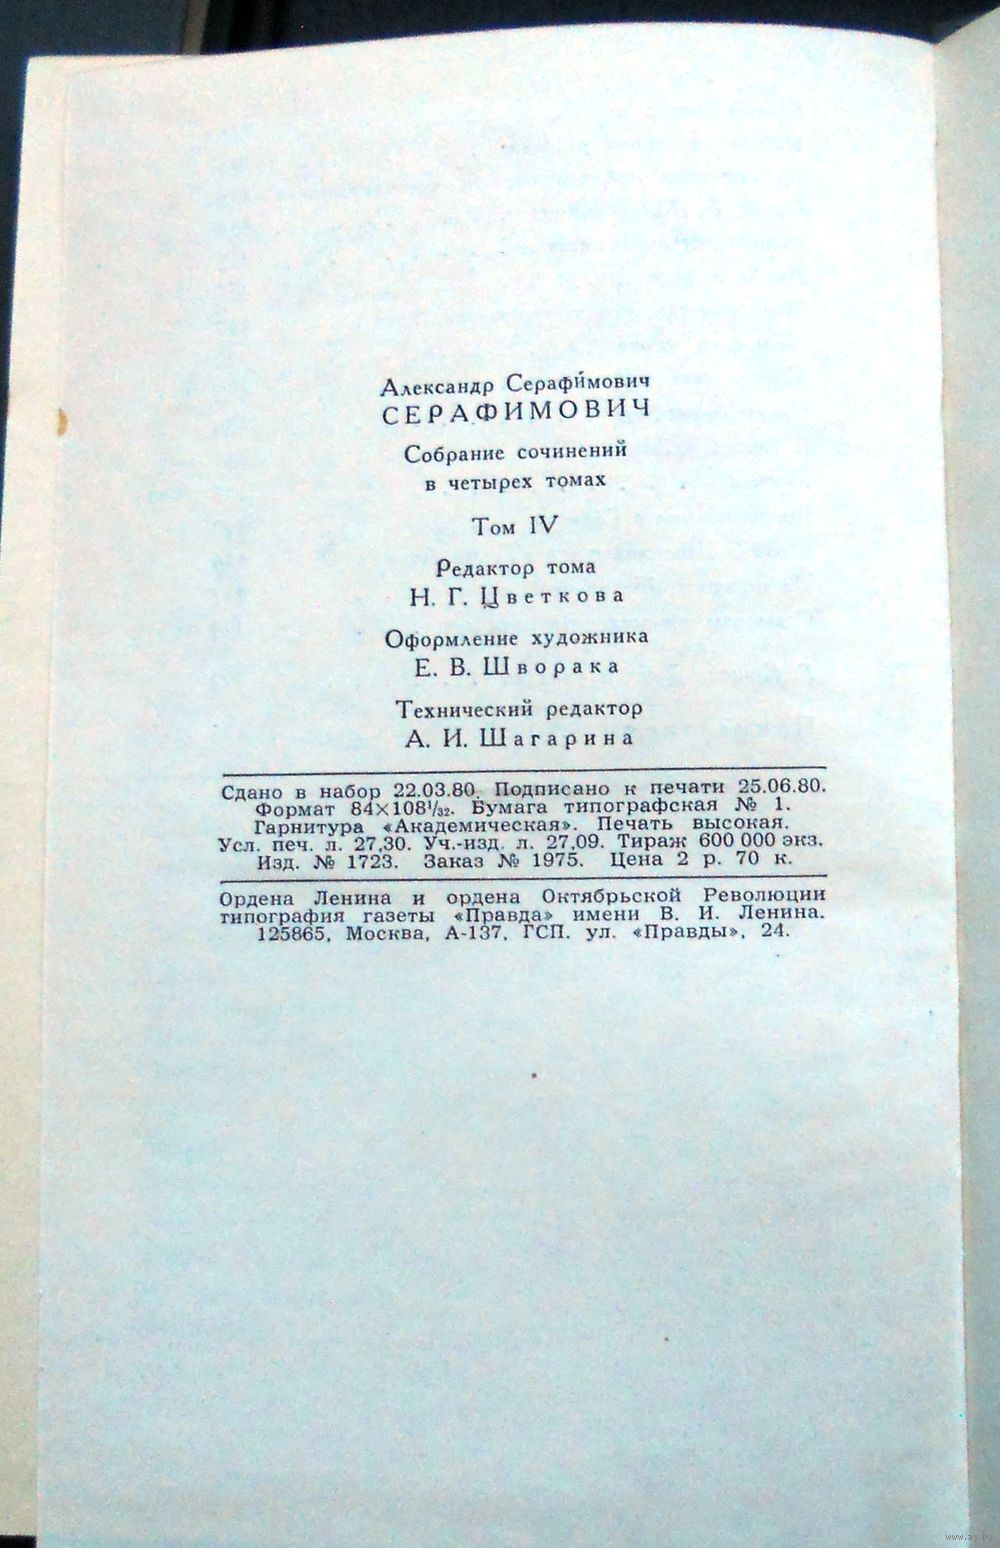 Александр Серафимович
СЕРАФИМОВИЧ
Собрание сочинений
в четырех томах
Том IV
Редактор тома
Н. Г. Цветкова
Оформление художника
Е. В. Шворака
Технический редактор
А. И. Шагарина
Сдано в набор 22.03.80. Подписано к печати 25.06.80.
Формат 84×108¹/₃₂. Бумага типографская № 1.
Гарнитура «Академическая». Печать высокая.
Усл. печ. л. 27,30. Уч.-изд. л. 27,09. Тираж 600 000 экз.
Изд. № 1723. Заказ № 1975. Цена 2 р. 70 к.
Ордена Ленина и ордена Октябрьской Революции
типография газеты «Правда» имени В. И. Ленина.
125865, Москва, А-137, ГСП. ул. «Правды», 24.
www.ay.by